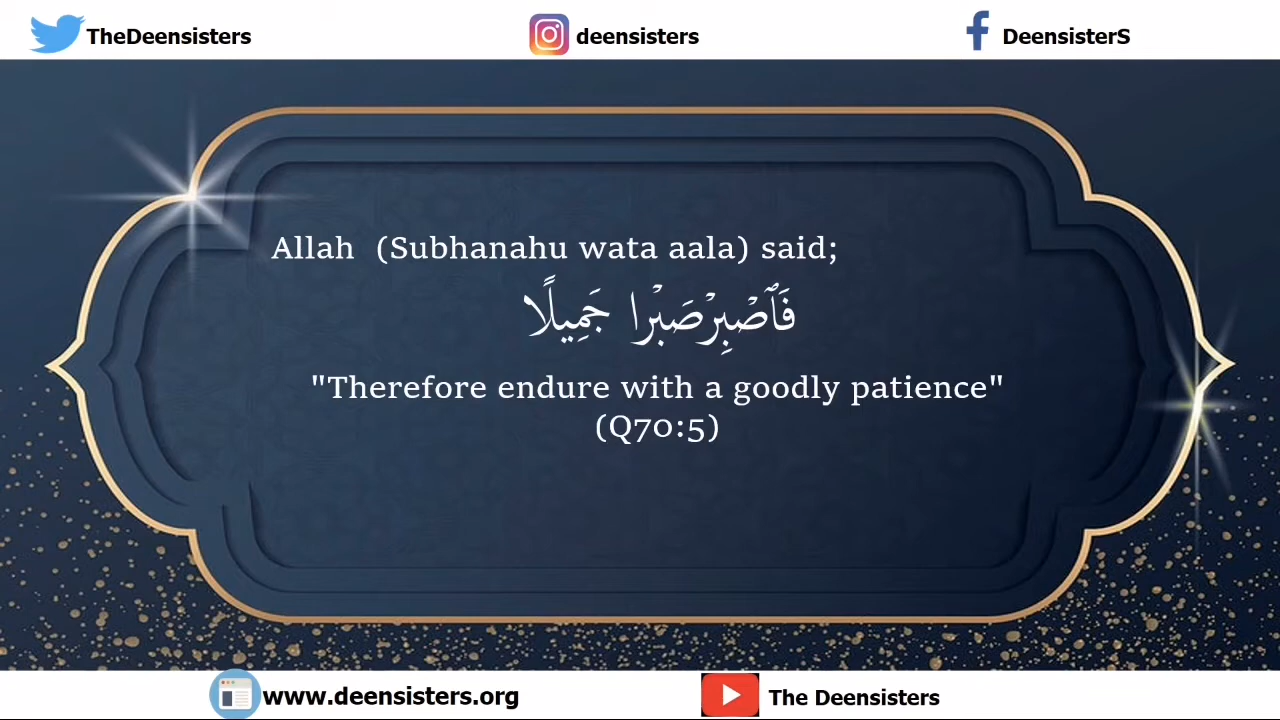 TheDeensisters
deensisters
DeensisterS
Allah (Subhanahu wata aala) said;
فَٱصْبِرْصَبْرا جَمِيلًا
"Therefore endure with a goodly patience"
(Q70:5)
www.deensisters.org
The Deensisters